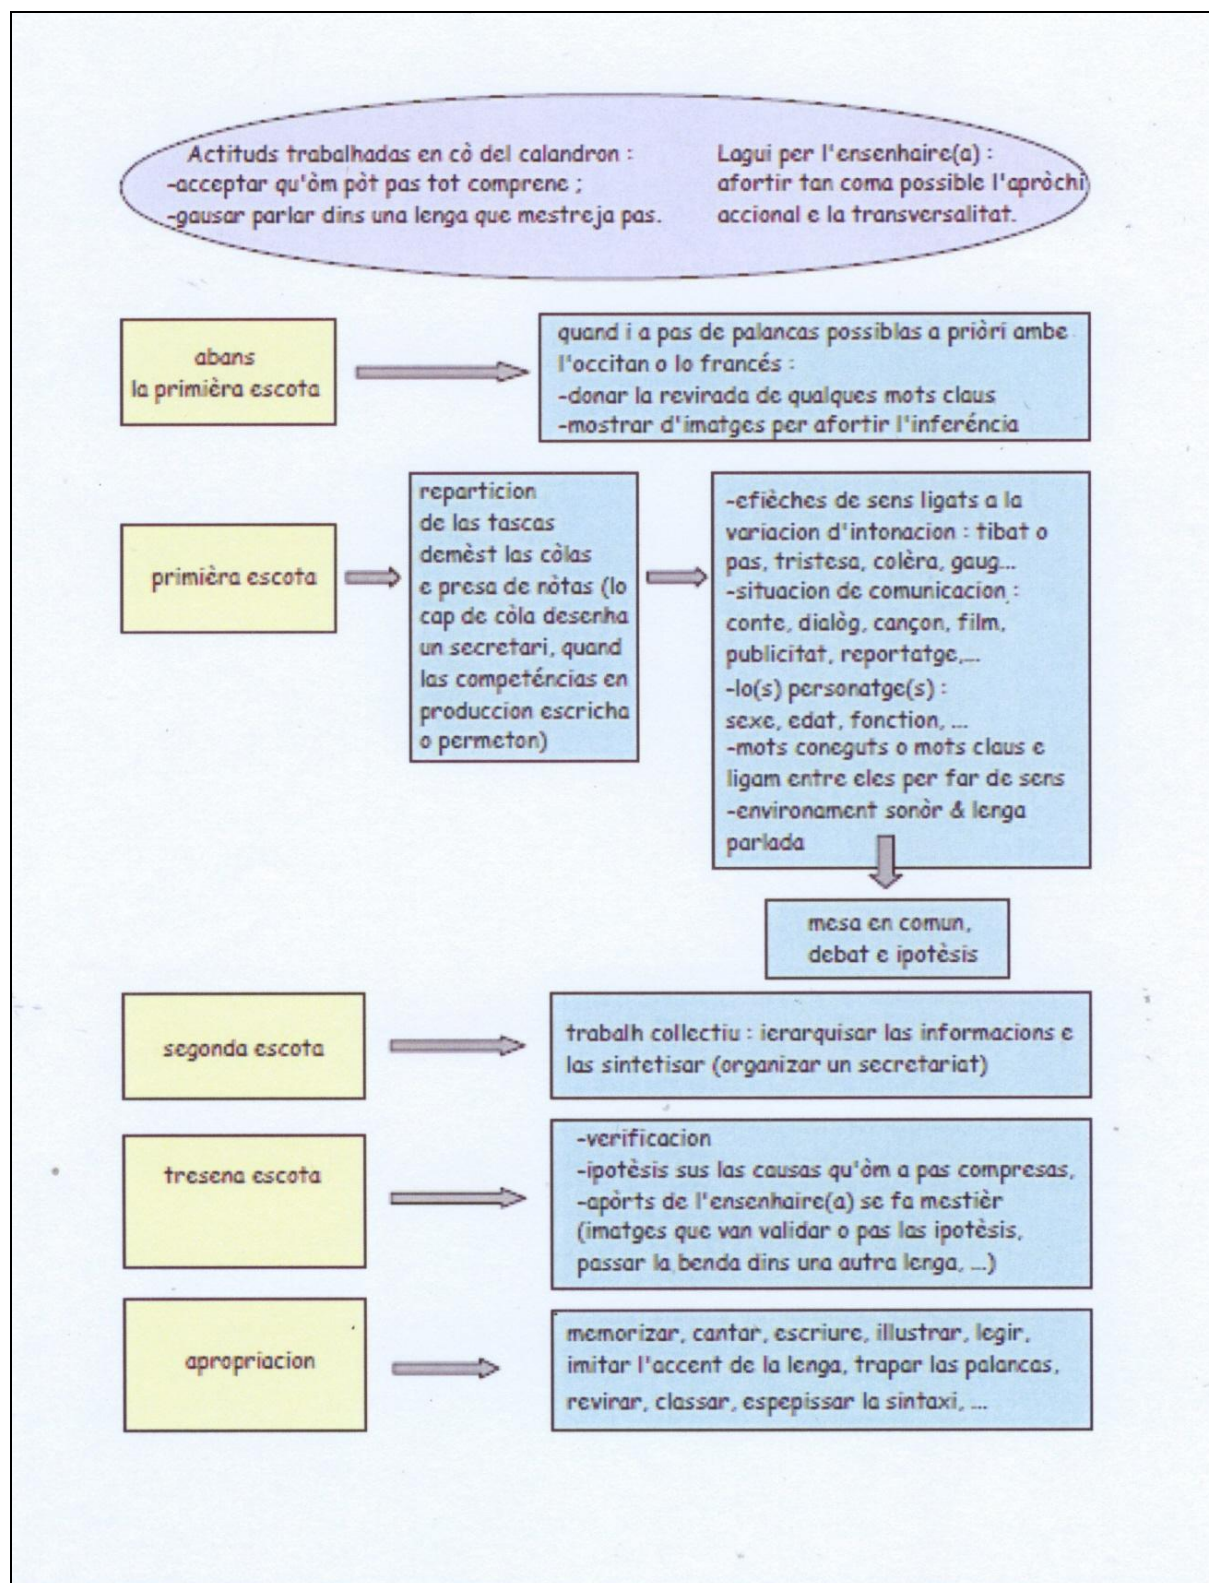 Actituds trabalhadas en cò del calandron :
-acceptar qu'òm pòt pas tot comprene ;
-gausar parlar dins una lenga que mestreja pas.
Lagui per l'ensenhaire(a) :
afortir tan coma possible l'apròchi
accional e la transversalitat.
abans
la primièra escota
quand i a pas de palancas possiblas a priòri ambe
l'occitan o lo francés :
-donar la revirada de qualques mots claus
-mostrar d'imatges per afortir l'inferéncia
primièra escota
reparticion
de las tascas
demèst las còlas
e presa de nòtas (lo
cap de còla desenha
un secretari, quand
las competéncias en
produccion escricha
o permeton)
-efièches de sens ligats a la
variacion d'intonacion : tibat o
pas, tristesa, colèra, gaug...
-situacion de comunicacion :
conte, dialòg, cançon, film,
publicitat, reportatge,...
-lo(s) personatge(s) :
sexe, edat, fonction, ...
-mots coneguts o mots claus e
ligam entre eles per far de sens
-environament sonòr & lenga
parlada
mesa en comun,
debat e ipotèsis
segonda escota
trabalh collectiu : ierarquisar las informacions e
las sintetisar (organizar un secretariat)
tresena escota
-verificacion
-ipotèsis sus las causas qu'òm a pas compresas,
-apòrts de l'ensenhaire(a) se fa mestièr
(imatges que van validar o pas las ipotèsis,
passar la benda dins una autra lenga, ...)
apropriacion
memorizar, cantar, escriure, illustrar, legir,
imitar l'accent de la lenga, trapar las palancas,
revirar, classar, espepissar la sintaxi, ...